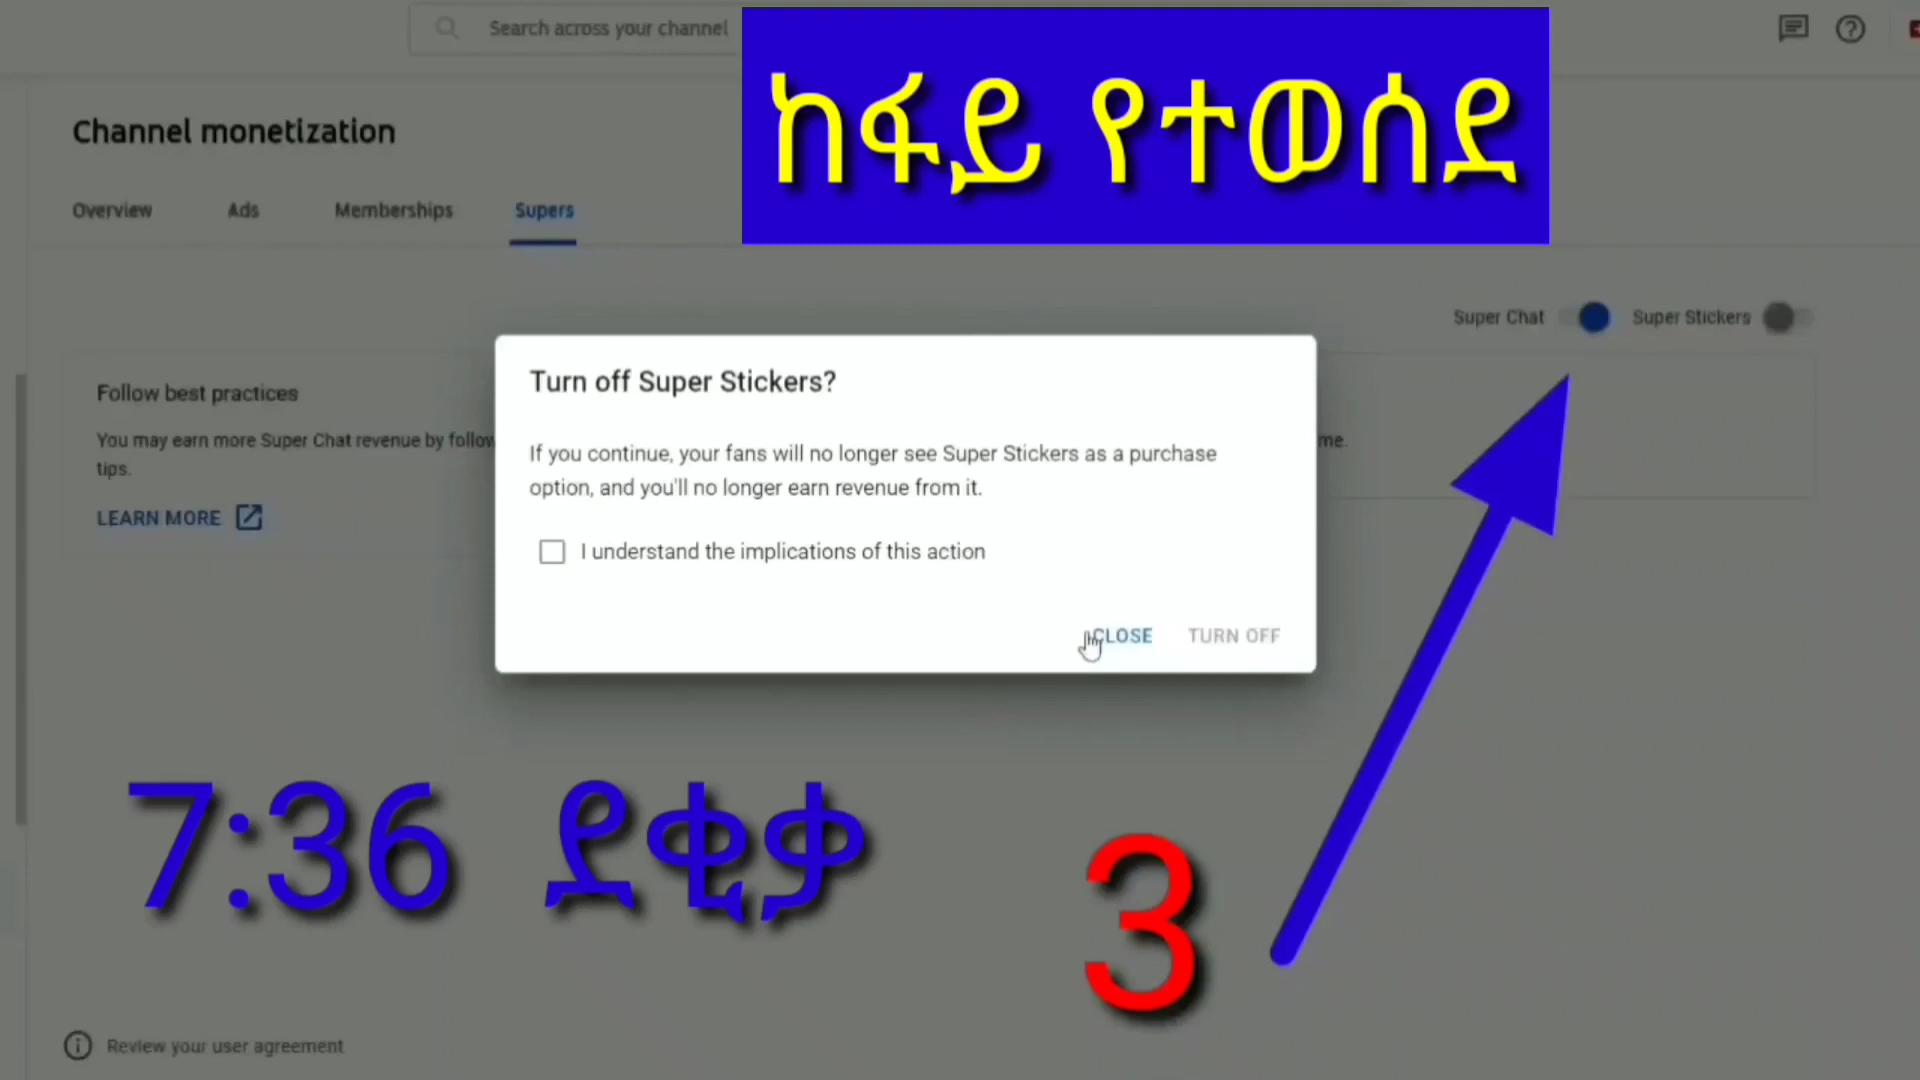 Search across your channel
ከፋይ የተወሰደ
Channel monetization
Overview Ads Memberships Supers
Super Chat Super Stickers
Turn off Super Stickers?
If you continue, your fans will no longer see Super Stickers as a purchase
option, and you'll no longer earn revenue from it.
I understand the implications of this action
CLOSE TURN OFF
Follow best practices
You may earn more Super Chat revenue by follow
me.
tips.
LEARN MORE
7:36 ደቂቃ
3
Review your user agreement